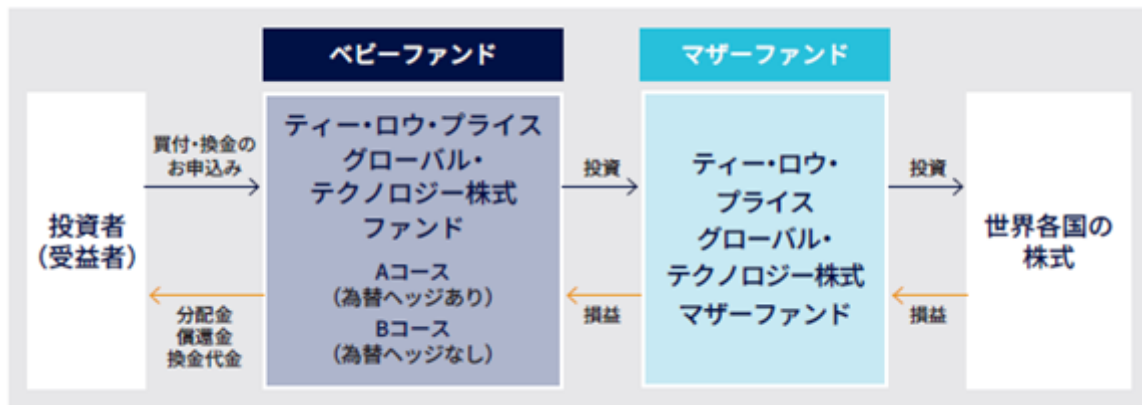 ベビーファンド
マザーファンド
投資者
（受益者）
買付・換金の
お申込み
分配金
償還金
換金代金
ティー・ロウ・プライス
グローバル・
テクノロジー株式
ファンド
Aコース
（為替ヘッジあり）
Bコース
（為替ヘッジなし）
投資
損益
ティー・ロウ・
プライス
グローバル・
テクノロジー株式
マザーファンド
投資
損益
世界各国の
株式